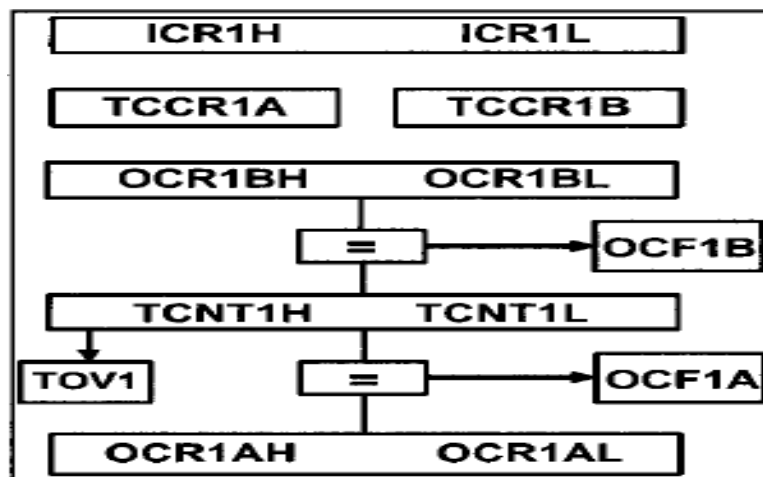 ICR1H ICR1L
TCCR1A TCCR1B
OCR1BH OCR1BL
= OCF1B
TCNT1H TCNT1L
TOV1 = OCF1A
OCR1AH OCR1AL